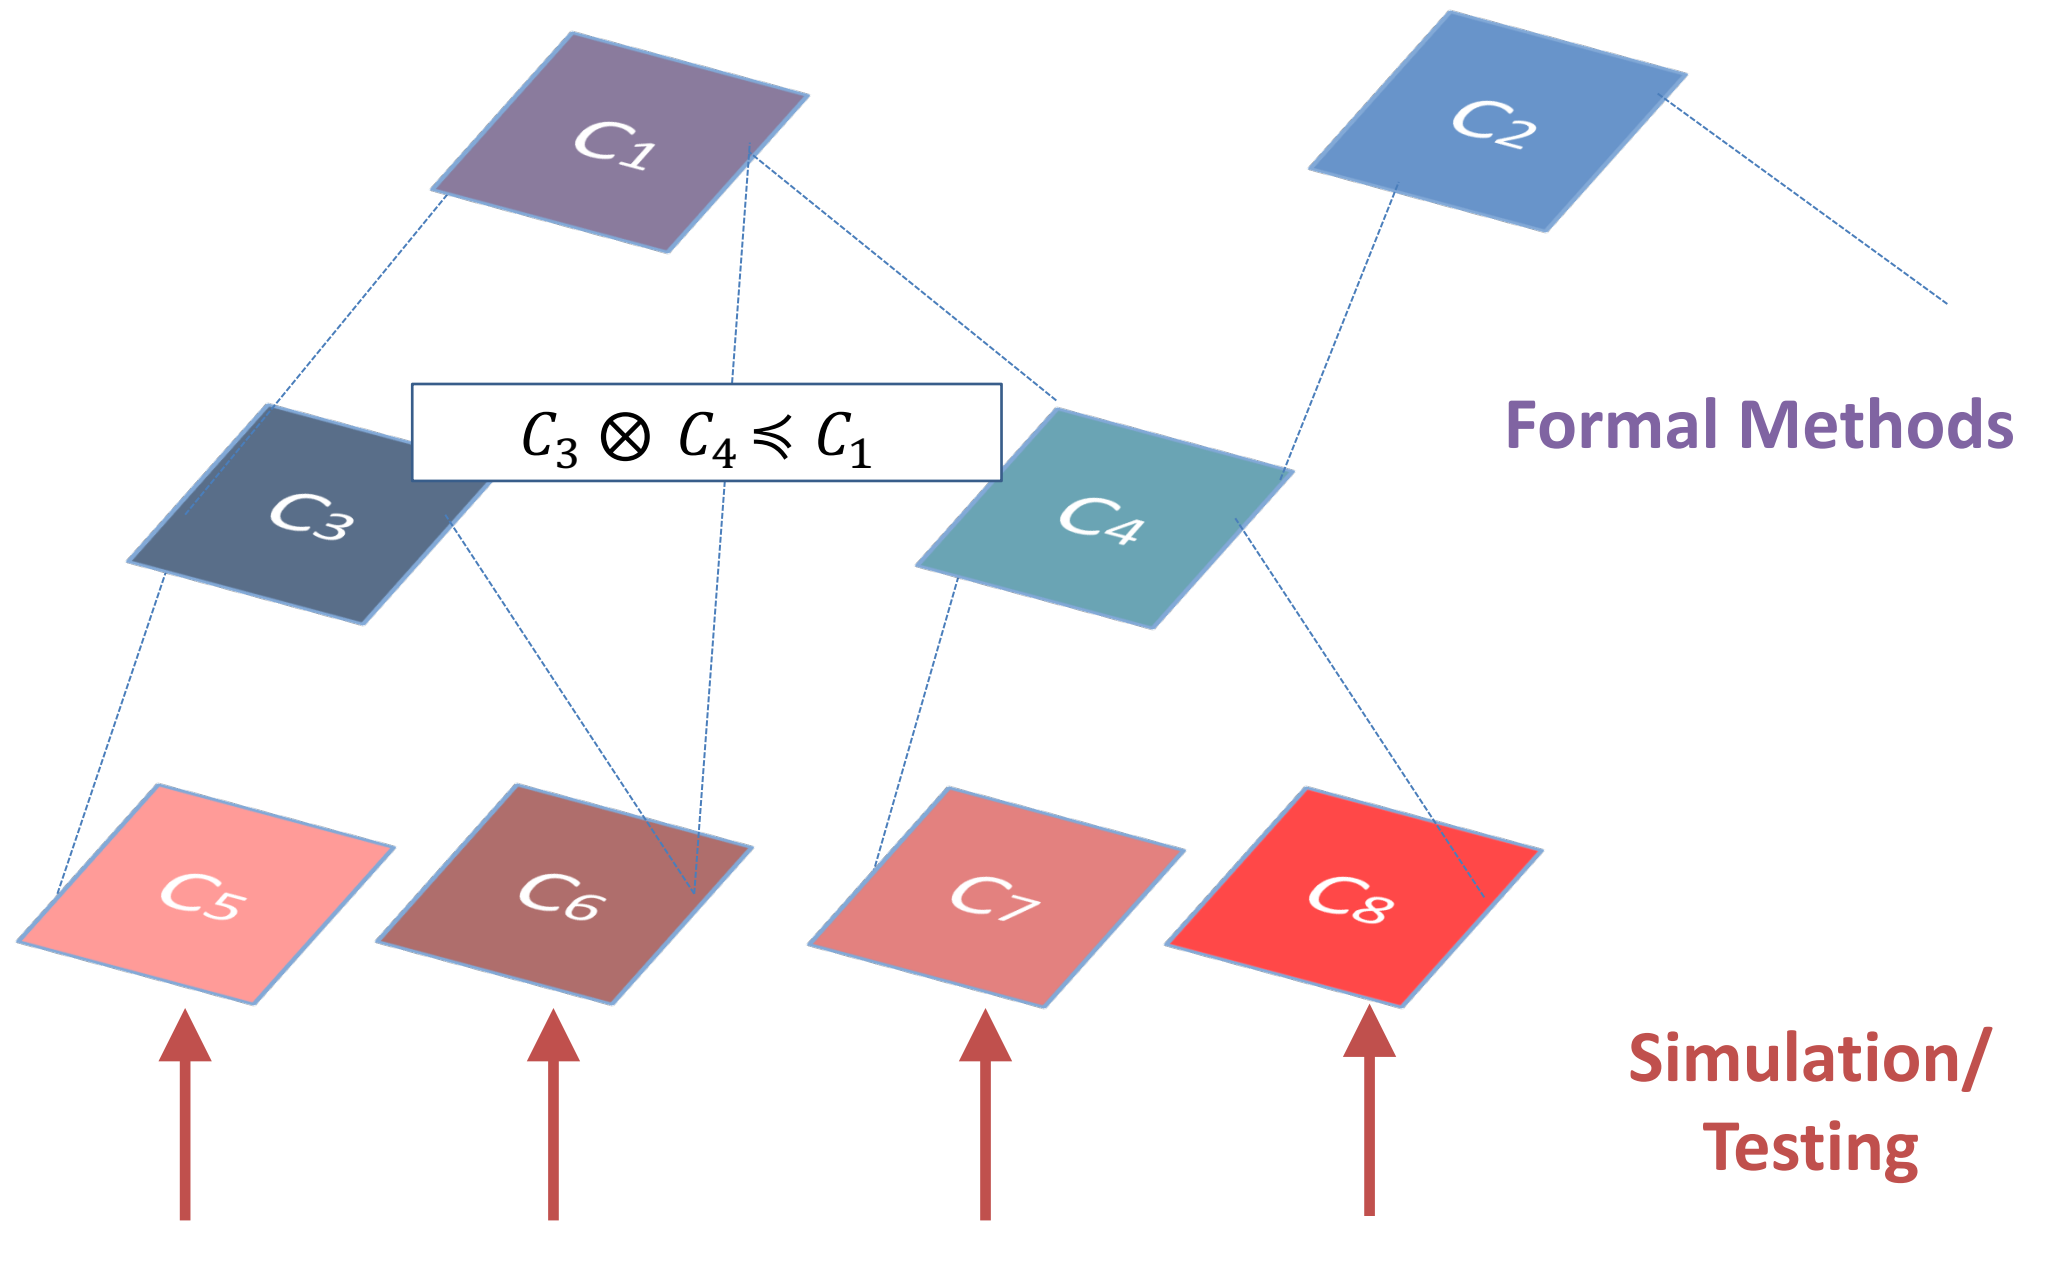 C₁
C₂
C₃ ⊗ C₄ ≼ C₁
Formal Methods
C₃
C₄
C₅
C₆
C₇
C₈
Simulation/
Testing